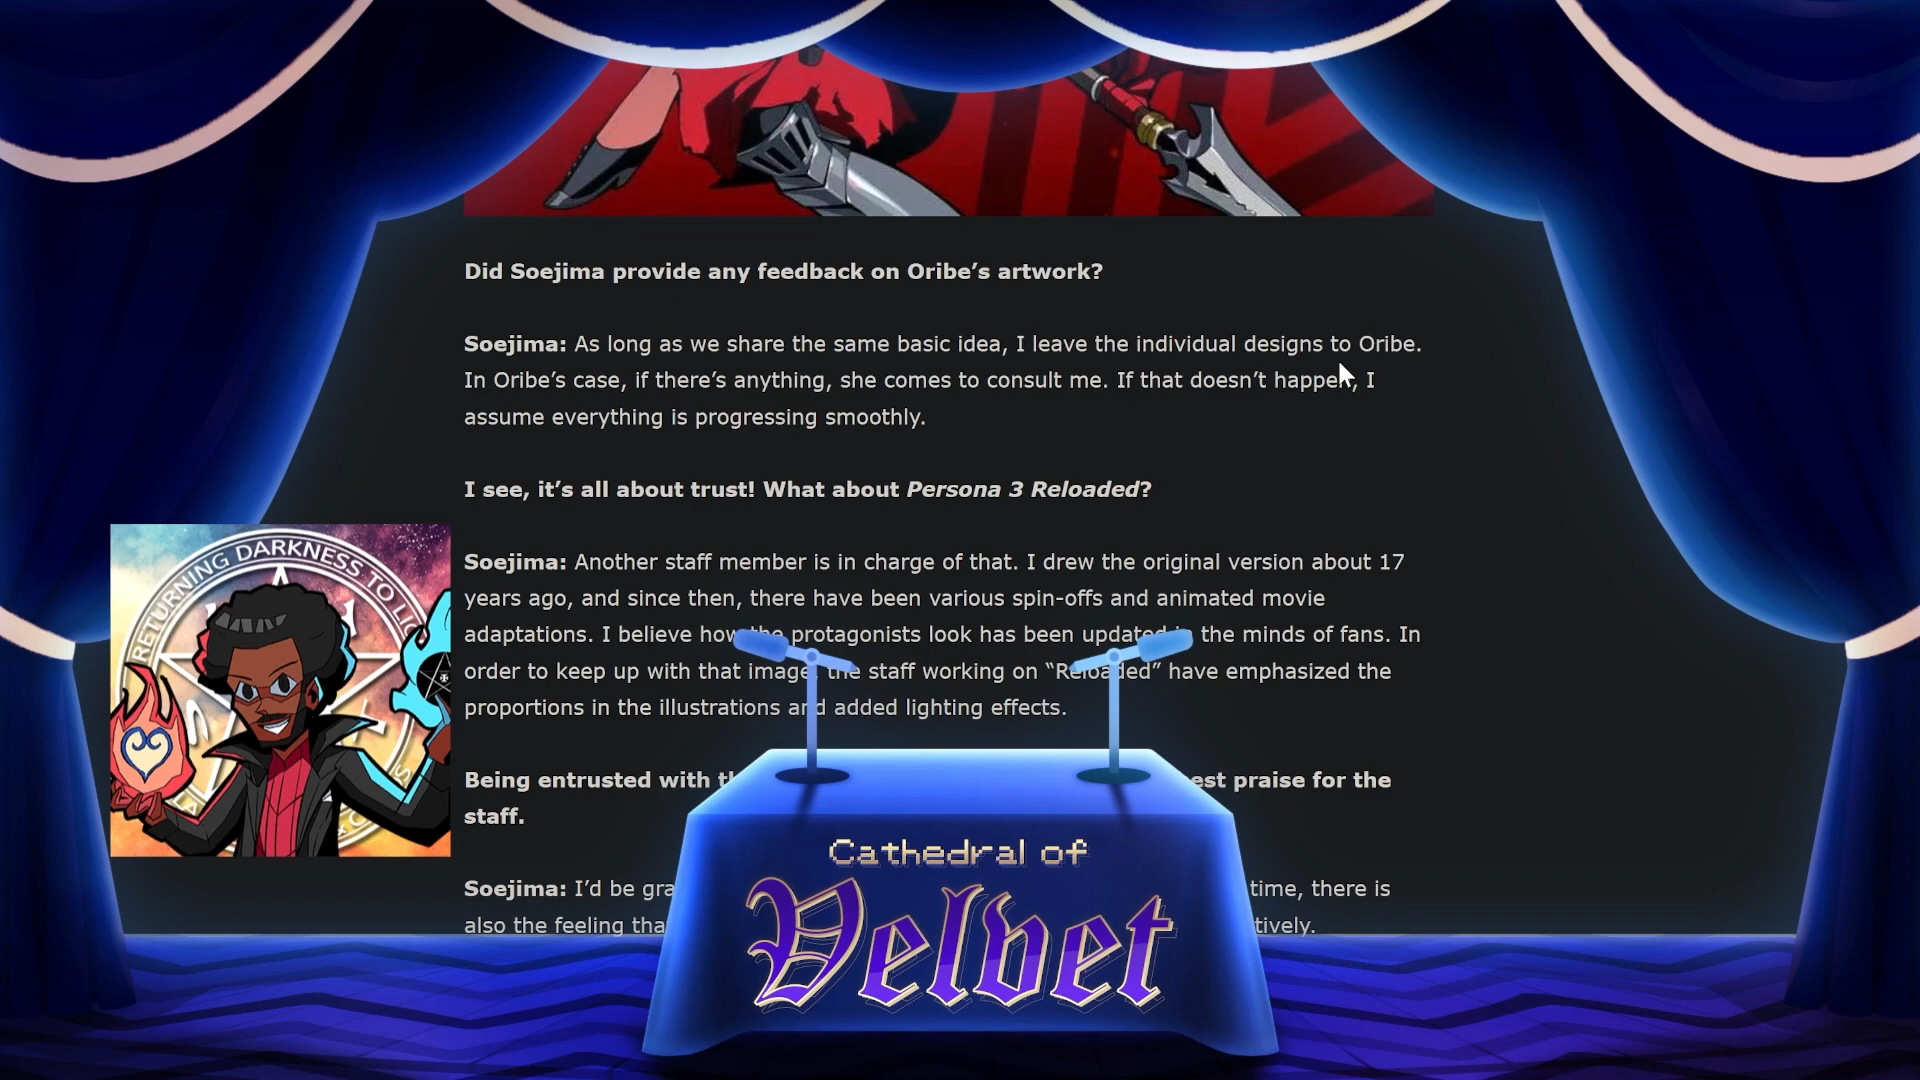 Did Soejima provide any feedback on Oribe’s artwork?
Soejima: As long as we share the same basic idea, I leave the individual designs to Oribe.
In Oribe’s case, if there’s anything, she comes to consult me. If that doesn’t happen, I
assume everything is progressing smoothly.
I see, it’s all about trust! What about Persona 3 Reloaded?
Soejima: Another staff member is in charge of that. I drew the original version about 17
years ago, and since then, there have been various spin-offs and animated movie
adaptations. I believe how the protagonists look has been updated the minds of fans. In
order to keep up with that image, the staff working on “Reloaded” have emphasized the
proportions in the illustrations and added lighting effects.
Being entrusted with praise for the
staff.
Soejima: I’d be time, there is
also the feeling
RETURNING DARKNESS TO
Cathedral of
Velvet